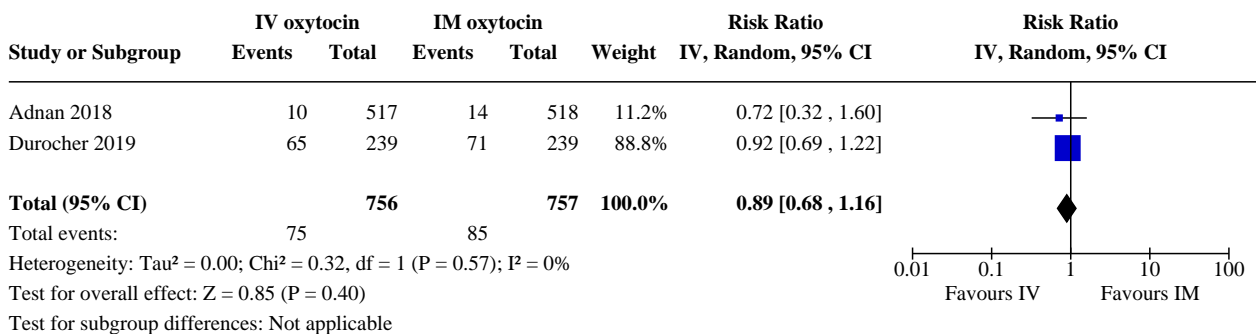 IV oxytocin IM oxytocin Risk Ratio Risk Ratio
Study or Subgroup Events Total Events Total Weight IV, Random, 95% CI IV, Random, 95% CI
Adnan 2018 10 517 14 518 11.2% 0.72 [0.32 , 1.60]
Durocher 2019 65 239 71 239 88.8% 0.92 [0.69 , 1.22]
Total (95% CI) 756 757 100.0% 0.89 [0.68 , 1.16]
Total events: 75 85
Heterogeneity: Tau² = 0.00; Chi² = 0.32, df = 1 (P = 0.57); I² = 0%
0.01 0.1 1 10 100
Test for overall effect: Z = 0.85 (P = 0.40)
Favours IV Favours IM
Test for subgroup differences: Not applicable